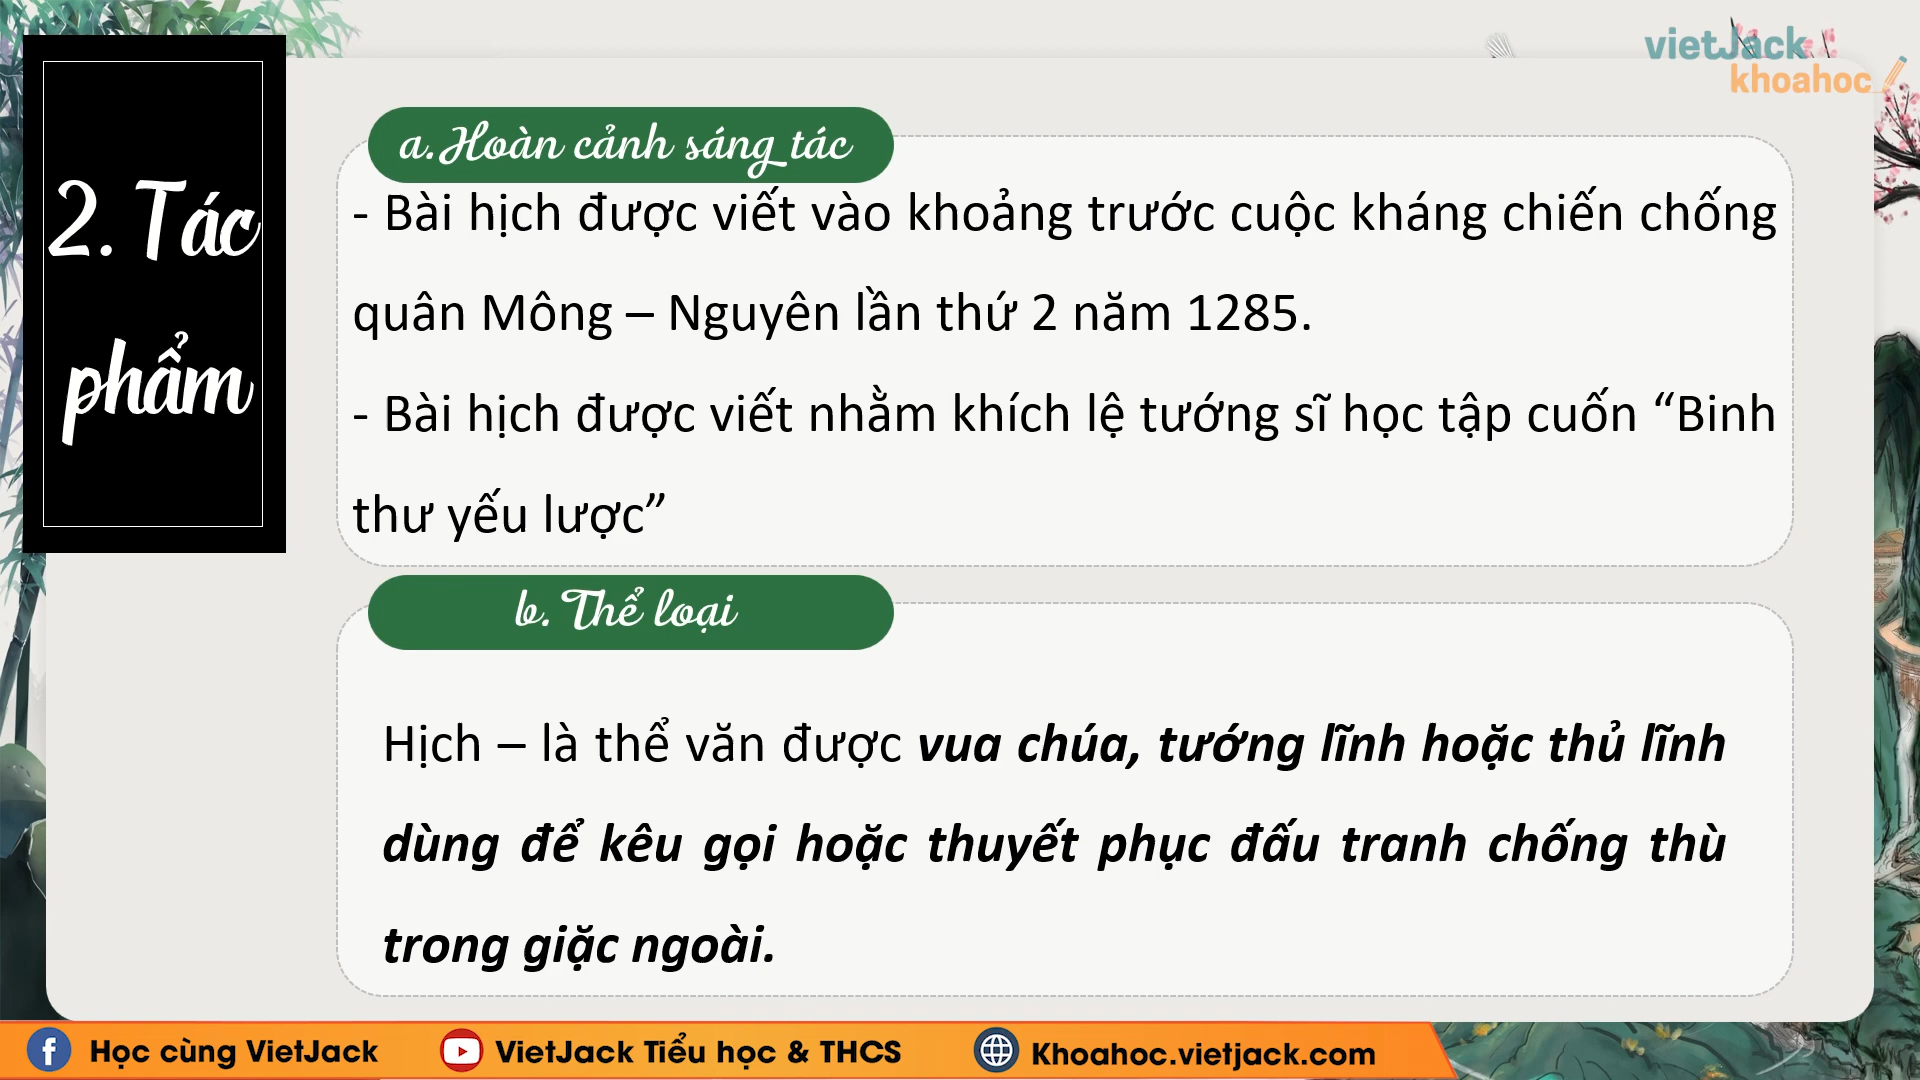 vietJack
khoahoc
2. Tác
phẩm
a. Hoàn cảnh sáng tác
- Bài hịch được viết vào khoảng trước cuộc kháng chiến chống
quân Mông – Nguyên lần thứ 2 năm 1285.
- Bài hịch được viết nhằm khích lệ tướng sĩ học tập cuốn “Binh
thư yếu lược”
b. Thể loại
Hịch – là thể văn được vua chúa, tướng lĩnh hoặc thủ lĩnh
dùng để kêu gọi hoặc thuyết phục đấu tranh chống thù
trong giặc ngoài.
Học cùng VietJack
VietJack Tiểu học & THCS
Khoahoc.vietjack.com